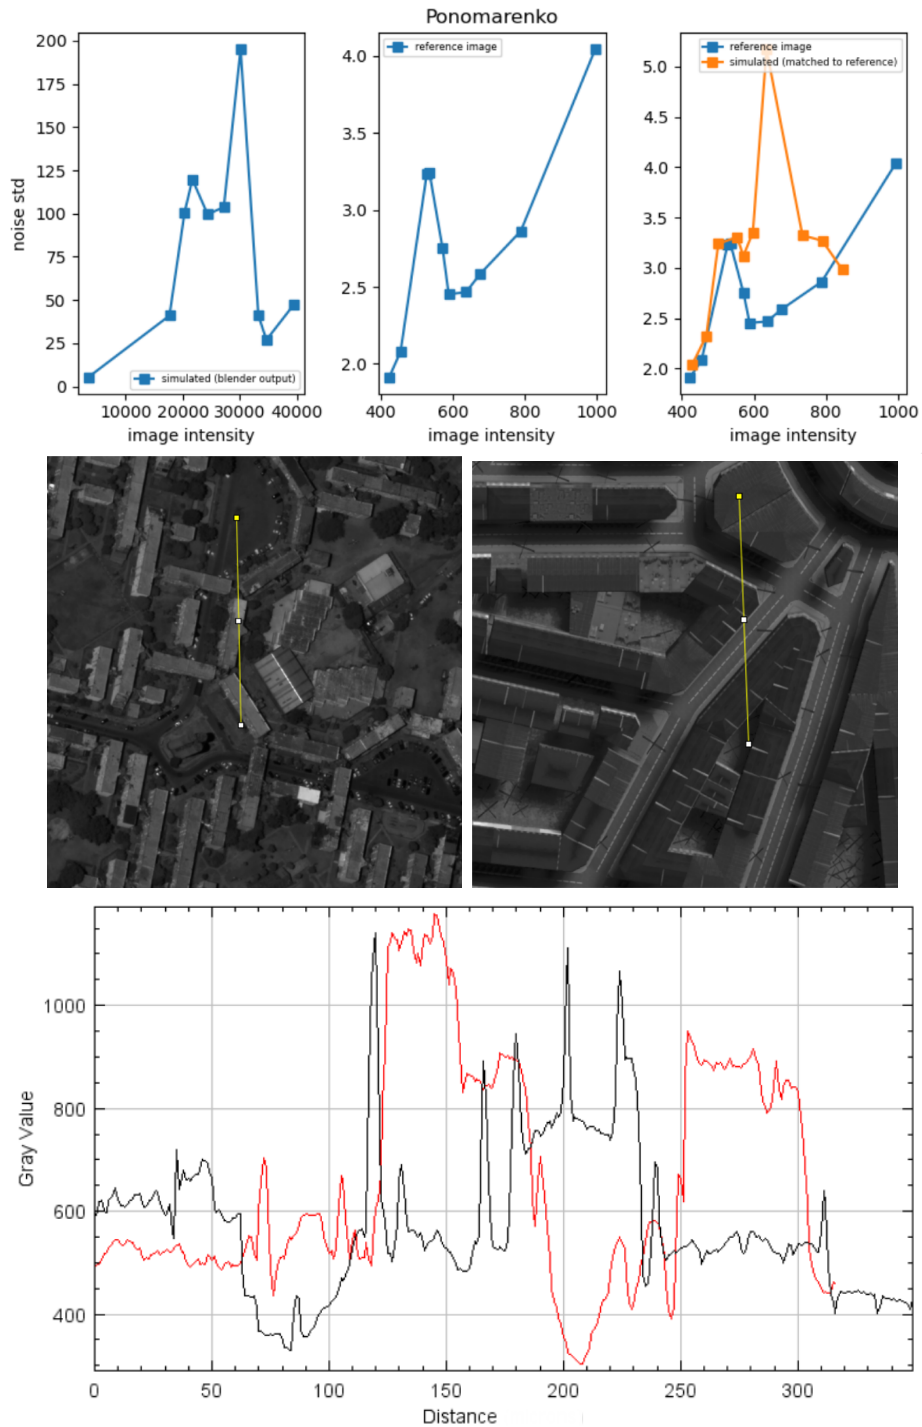 Ponomarenko
noise std
200
175
150
125
100
75
50
25
0
simulated (blender output)
10000 20000 30000 40000
image intensity
reference image
4.0
3.5
3.0
2.5
2.0
400 600 800 1000
image intensity
reference image
simulated (matched to reference)
5.0
4.5
4.0
3.5
3.0
2.5
2.0
400 600 800 1000
image intensity
Gray Value
1000
800
600
400
0 50 100 150 200 250 300
Distance